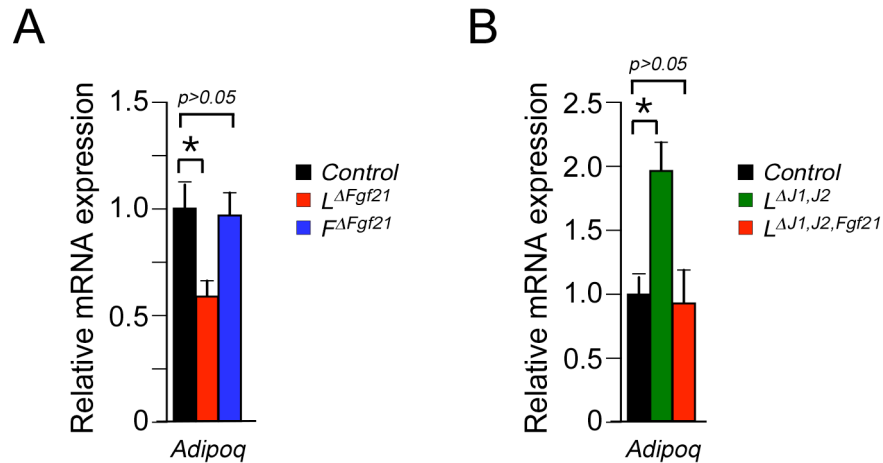 A
Relative mRNA expression
1.5
1.0
0.5
0
p>0.05
*
Adipoq
Control
L^ΔFgf21
F^ΔFgf21
B
Relative mRNA expression
2.5
2.0
1.5
1.0
0.5
0
p>0.05
*
Adipoq
Control
L^ΔJ1,J2
L^ΔJ1,J2,Fgf21